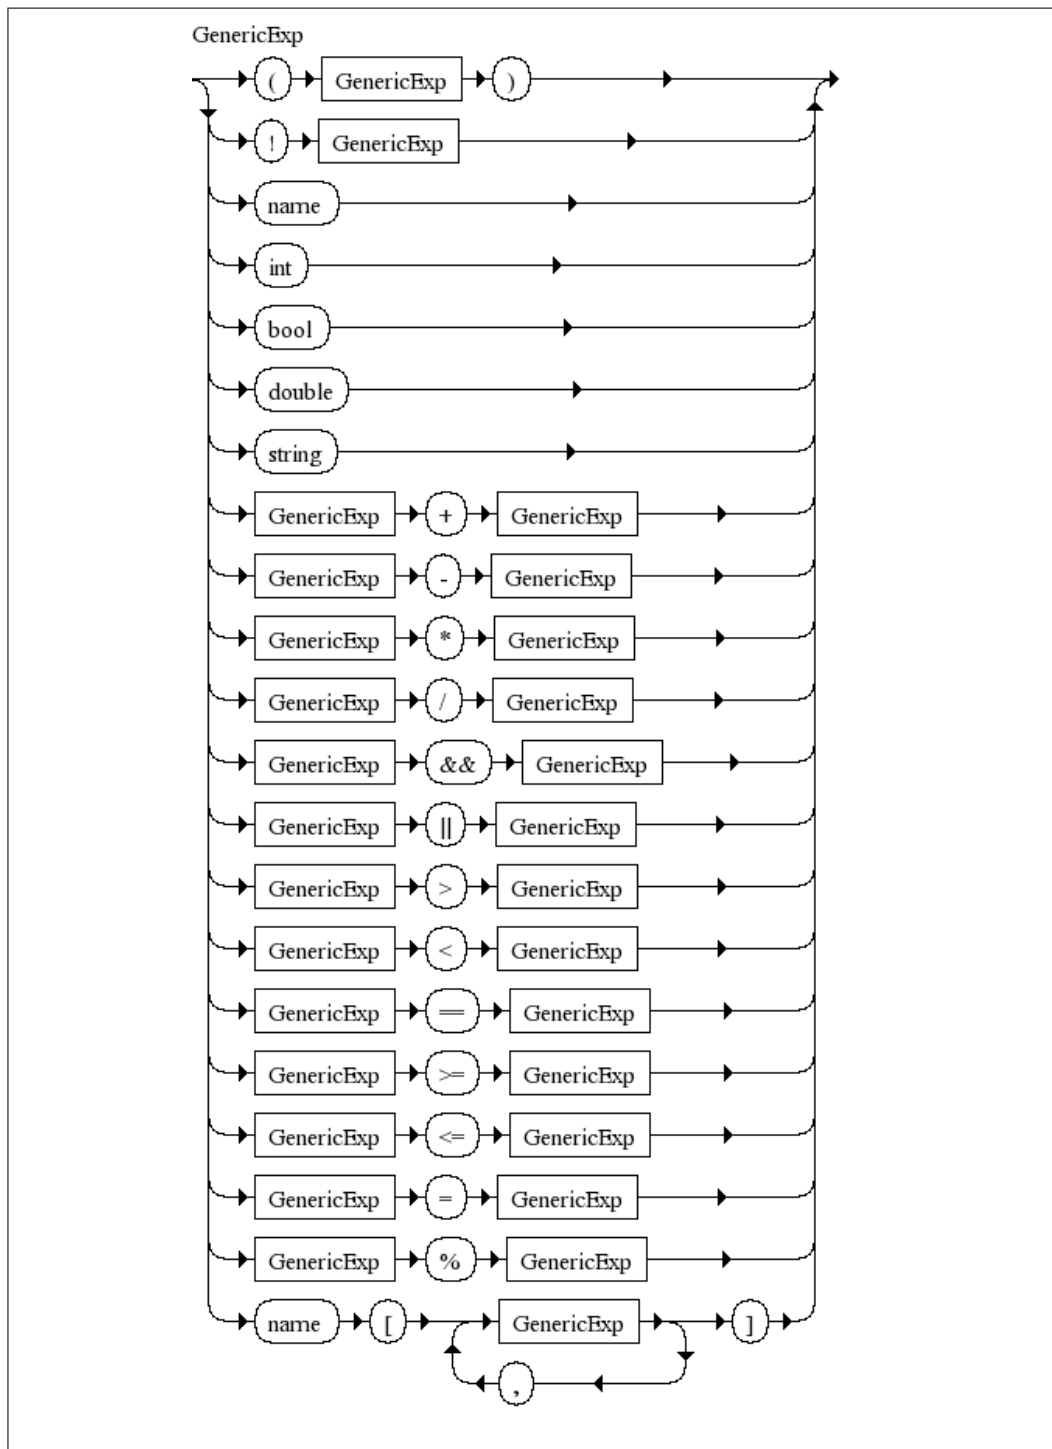 GenericExp
( GenericExp )
! GenericExp
name
int
bool
double
string
GenericExp + GenericExp
GenericExp - GenericExp
GenericExp * GenericExp
GenericExp / GenericExp
GenericExp && GenericExp
GenericExp || GenericExp
GenericExp > GenericExp
GenericExp < GenericExp
GenericExp == GenericExp
GenericExp >= GenericExp
GenericExp <= GenericExp
GenericExp = GenericExp
GenericExp % GenericExp
name [ GenericExp ]
,